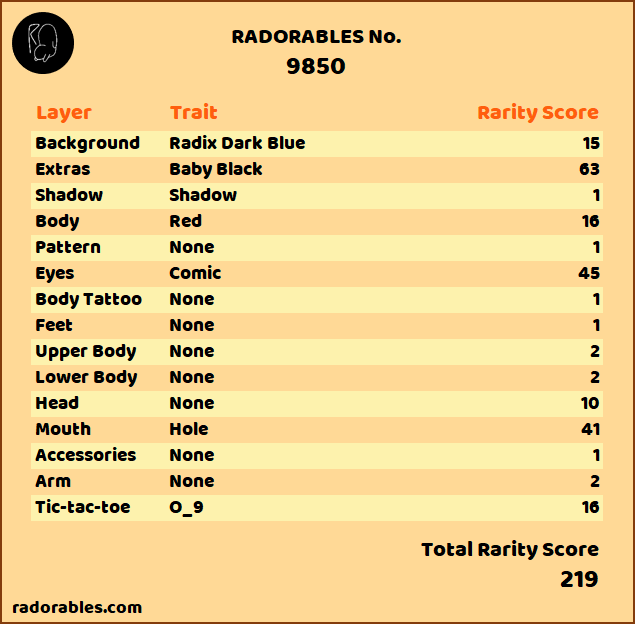 RADORABLES No.
9850
Layer Trait Rarity Score
Background Radix Dark Blue 15
Extras Baby Black 63
Shadow Shadow 1
Body Red 16
Pattern None 1
Eyes Comic 45
Body Tattoo None 1
Feet None 1
Upper Body None 2
Lower Body None 2
Head None 10
Mouth Hole 41
Accessories None 1
Arm None 2
Tic-tac-toe O_9 16
Total Rarity Score
219
radorables.com